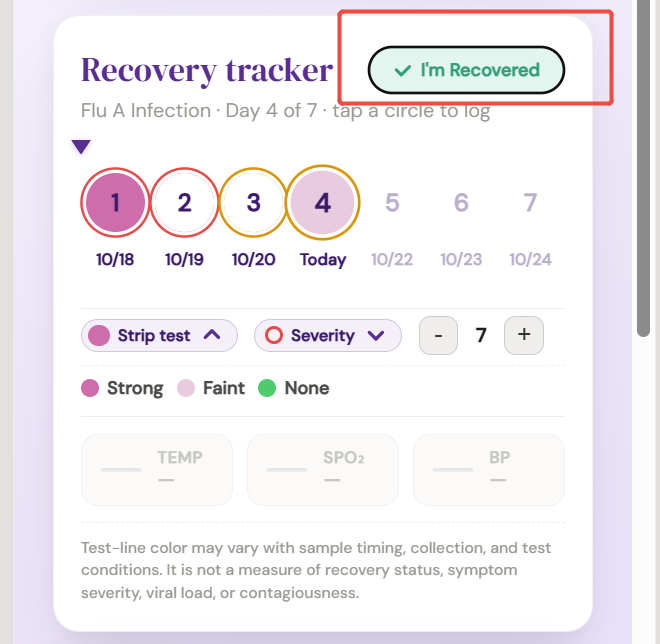 Recovery tracker
I'm Recovered
Flu A Infection · Day 4 of 7 · tap a circle to log
1 2 3 4 5 6 7
10/18 10/19 10/20 Today 10/22 10/23 10/24
Strip test Severity - 7 +
Strong Faint None
TEMP SPO₂ BP
— — —
Test-line color may vary with sample timing, collection, and test
conditions. It is not a measure of recovery status, symptom
severity, viral load, or contagiousness.